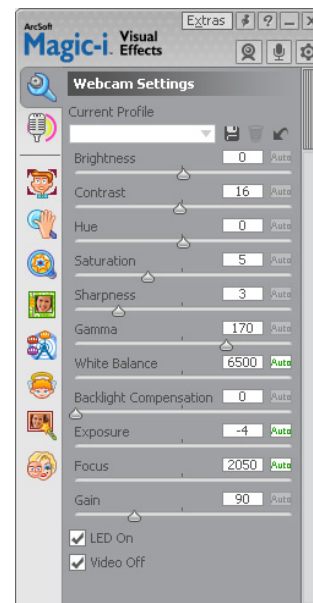 Extras
?
ArcSoft
Magic-i Visual
Effects
Webcam Settings
Current Profile
Brightness 0 Auto
Contrast 16 Auto
Hue 0 Auto
Saturation 5 Auto
Sharpness 3 Auto
Gamma 170 Auto
White Balance 6500 Auto
Backlight Compensation 0 Auto
Exposure -4 Auto
Focus 2050 Auto
Gain 90 Auto
LED On
Video Off